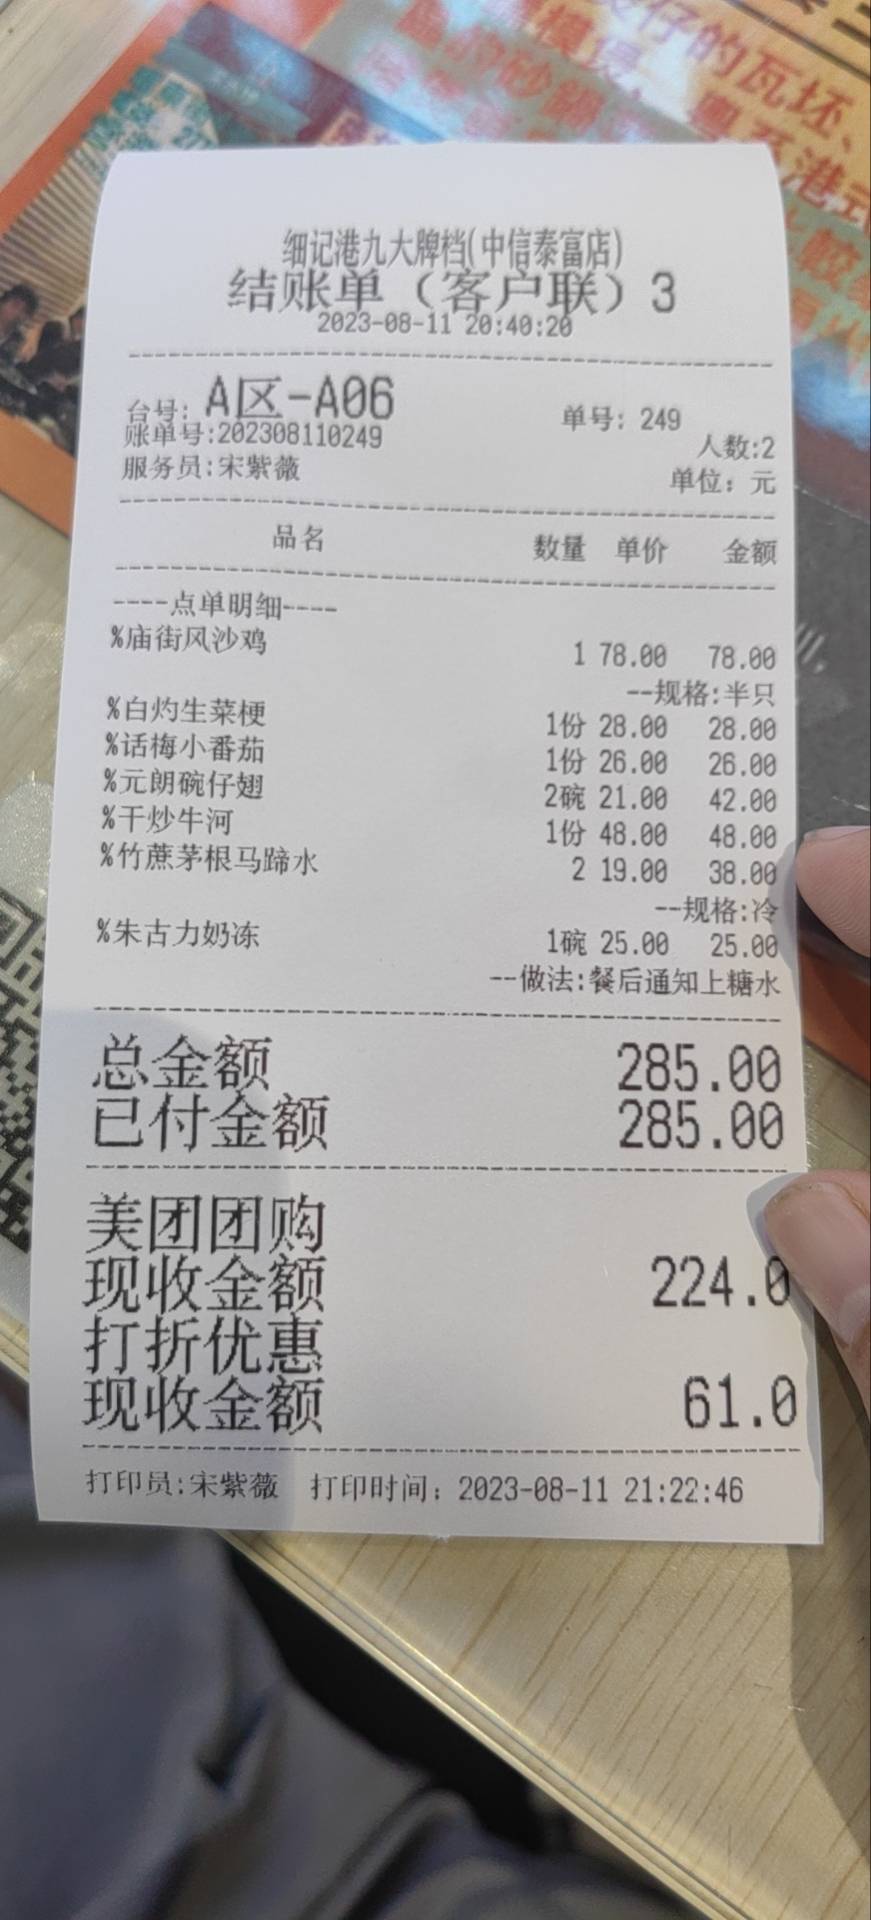 仔的瓦坯、
粤系港式
细记港九大牌档(中信泰富店)
结账单（客户联）3
2023-08-11 20:40:20
台号: A区-A06 单号: 249
账单号:202308110249 人数:2
服务员:宋紫薇 单位: 元
品名 数量 单价 金额
----点单明细----
%庙街风沙鸡 1 78.00 78.00
--规格:半只
%白灼生菜梗 1份 28.00 28.00
%话梅小番茄 1份 26.00 26.00
%元朗碗仔翅 2碗 21.00 42.00
%干炒牛河 1份 48.00 48.00
%竹蔗茅根马蹄水 2 19.00 38.00
--规格:冷
%朱古力奶冻 1碗 25.00 25.00
--做法:餐后通知上糖水
总金额 285.00
已付金额 285.00
美团团购
现收金额 224.0
打折优惠
现收金额 61.0
打印员:宋紫薇 打印时间: 2023-08-11 21:22:46